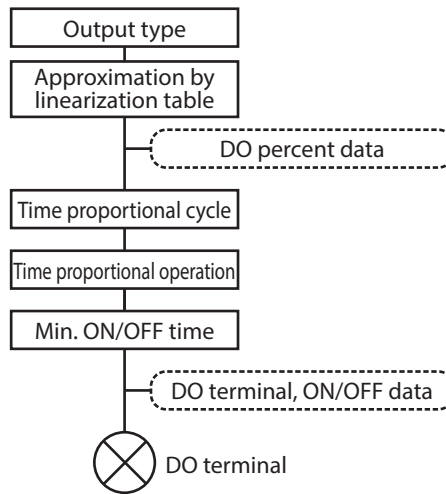 Output type
Approximation by
linearization table
DO percent data
Time proportional cycle
Time proportional operation
Min. ON/OFF time
DO terminal, ON/OFF data
DO terminal